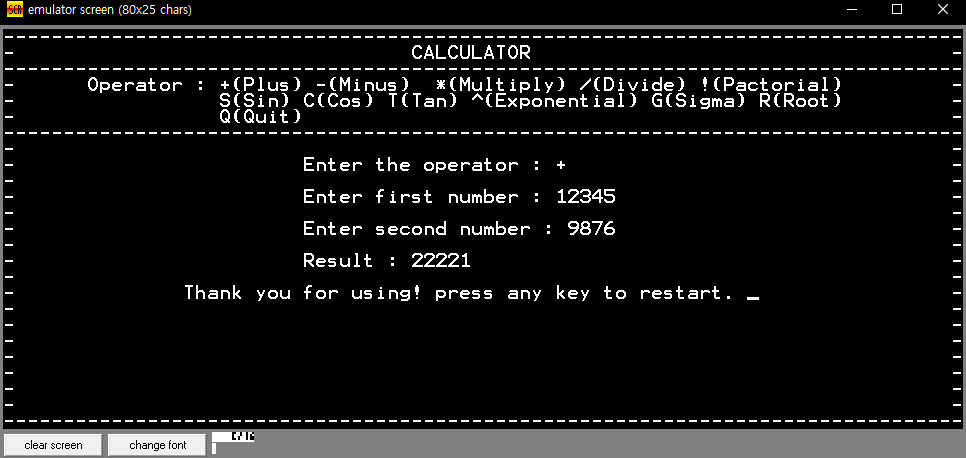 emulator screen (80x25 chars)
CALCULATOR
Operator : +(Plus) -(Minus)  *(Multiply) /(Divide) !(Pactorial)
S(Sin) C(Cos) T(Tan) ^(Exponential) G(Sigma) R(Root)
Q(Quit)
Enter the operator : +
Enter first number : 12345
Enter second number : 9876
Result : 22221
Thank you for using! press any key to restart. _
clear screen
change font